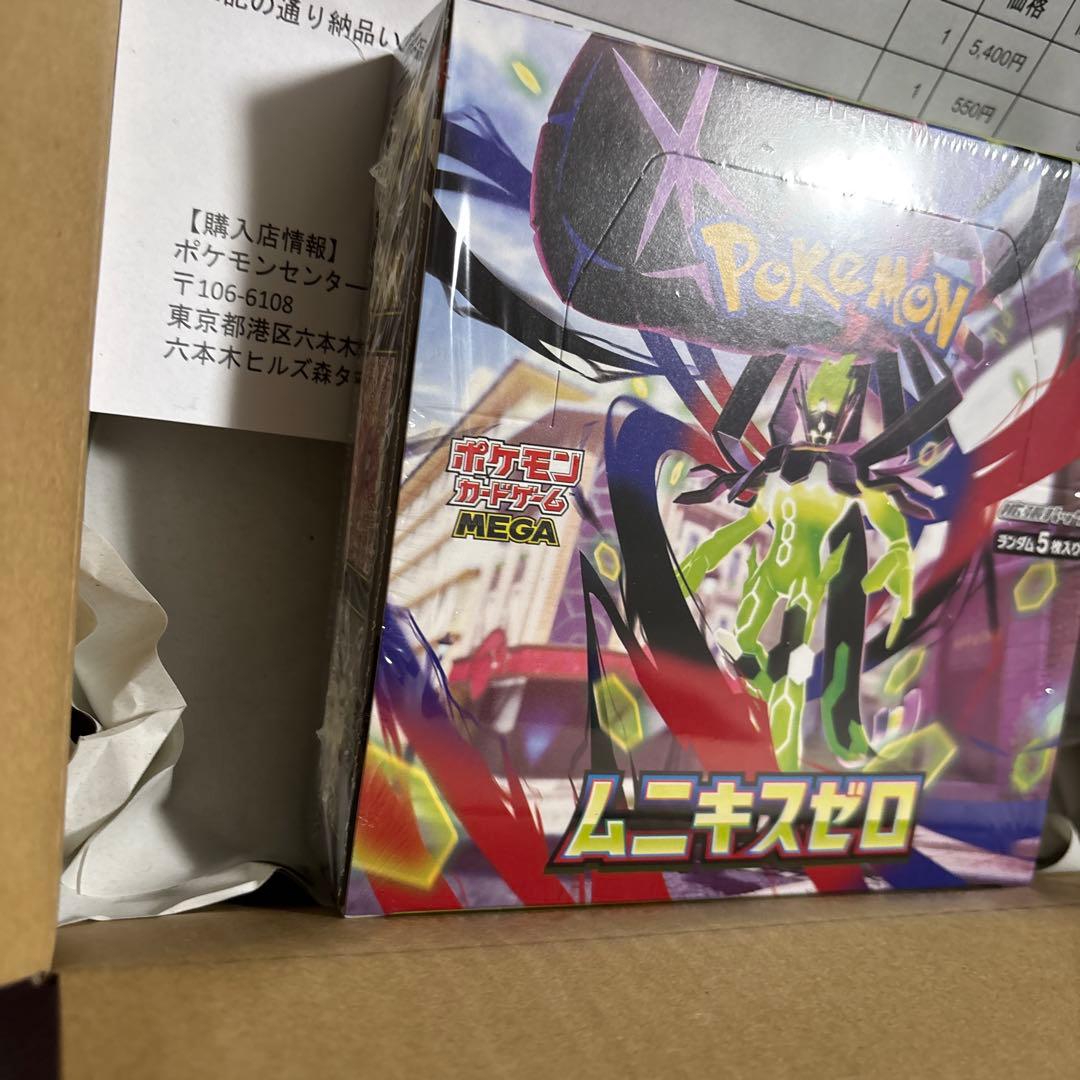 記の通り納品い
価格
1 5,400円
1 550円
【購入店情報】
ポケモンセンター
〒106-6108
東京都港区六本木
六本木ヒルズ森タ
POKéMON
ポケモン
カードゲーム
MEGA
ランダム5枚入り
ムニキスゼロ